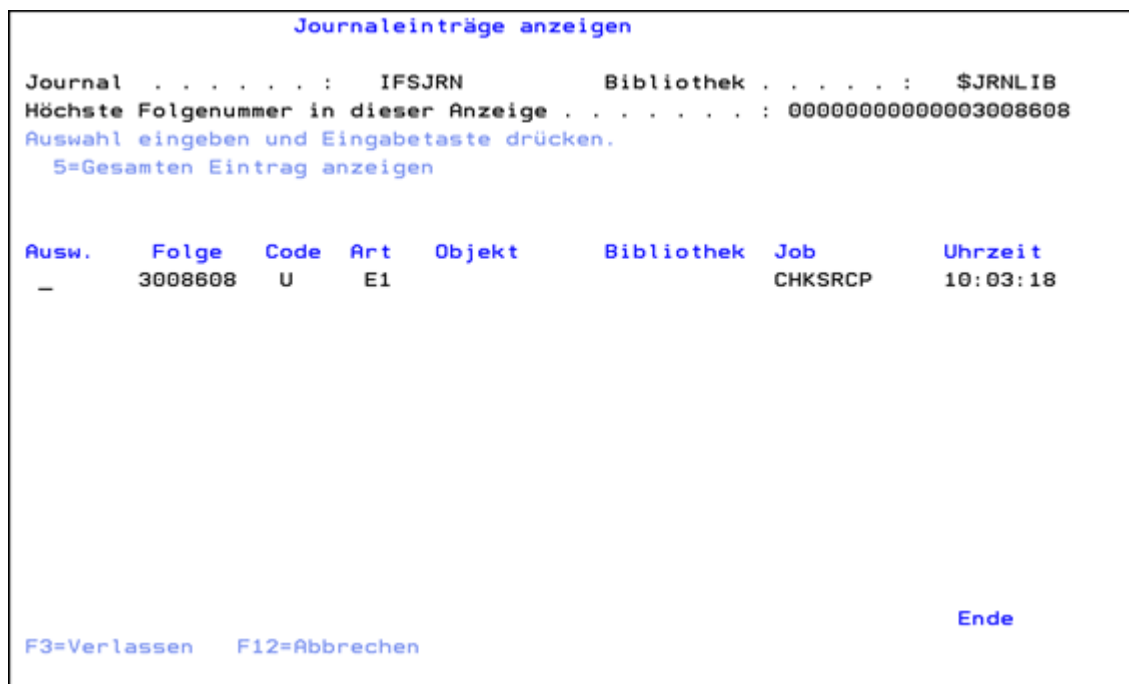 Journaleinträge anzeigen
Journal . . . . . . : IFSJRN Bibliothek . . . . . : $JRNLIB
Höchste Folgenummer in dieser Anzeige . . . . . . . : 00000000000003008608
Auswahl eingeben und Eingabetaste drücken.
5=Gesamten Eintrag anzeigen
Ausw. Folge Code Art Objekt Bibliothek Job Uhrzeit
_ 3008608 U E1 CHKSRCP 10:03:18
Ende
F3=Verlassen F12=Abbrechen